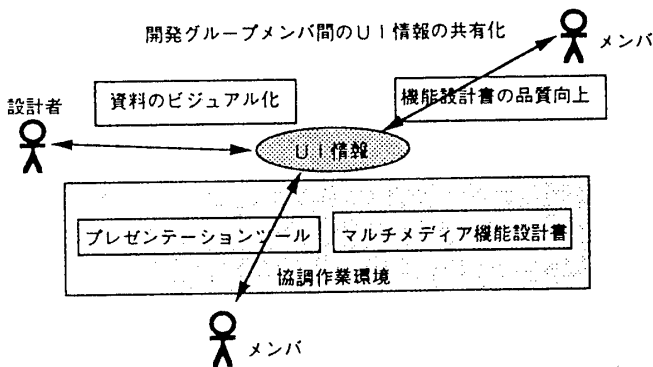 開発グループメンバ間のUI情報の共有化
メンバ
資料のビジュアル化
機能設計書の品質向上
設計者
UI情報
プレゼンテーションツール
マルチメディア機能設計書
協調作業環境
メンバ